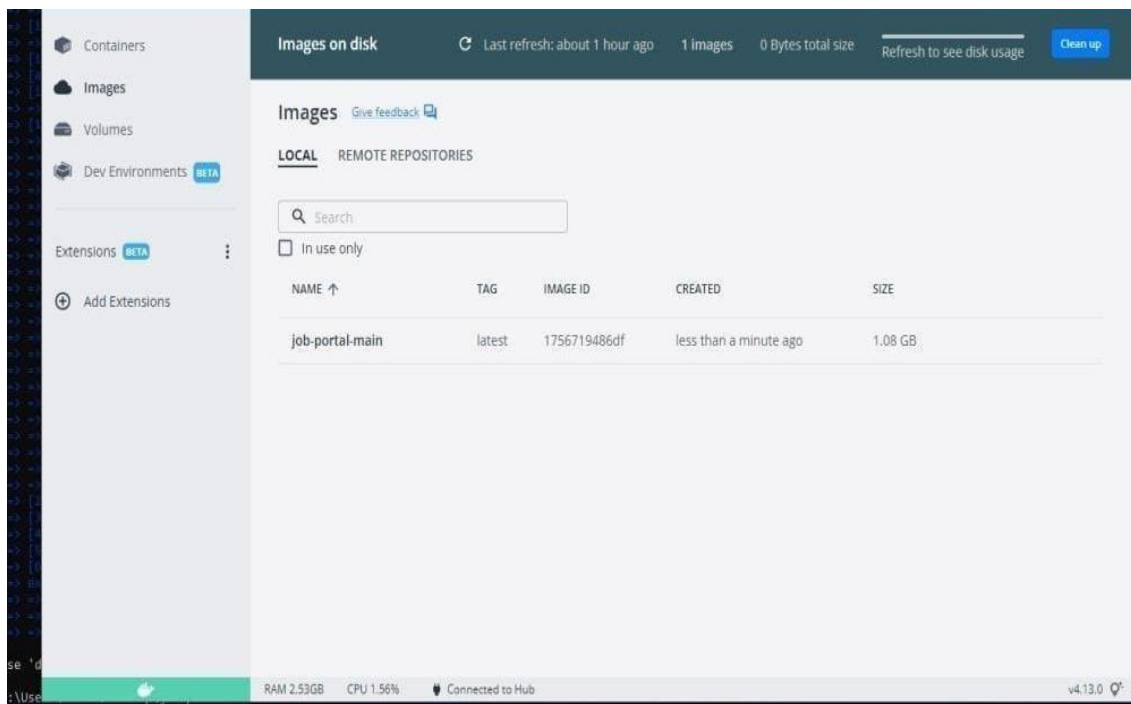 Containers
Images
Volumes
Dev Environments BETA
Extensions BETA
Add Extensions
Images on disk
Last refresh: about 1 hour ago
1 images
0 Bytes total size
Refresh to see disk usage
Clean up
Images Give feedback
LOCAL REMOTE REPOSITORIES
Search
In use only
NAME TAG IMAGE ID CREATED SIZE
job-portal-main latest 1756719486df less than a minute ago 1.08 GB
se 'd
:\Use
RAM 2.53GB CPU 1.56% Connected to Hub v4.13.0